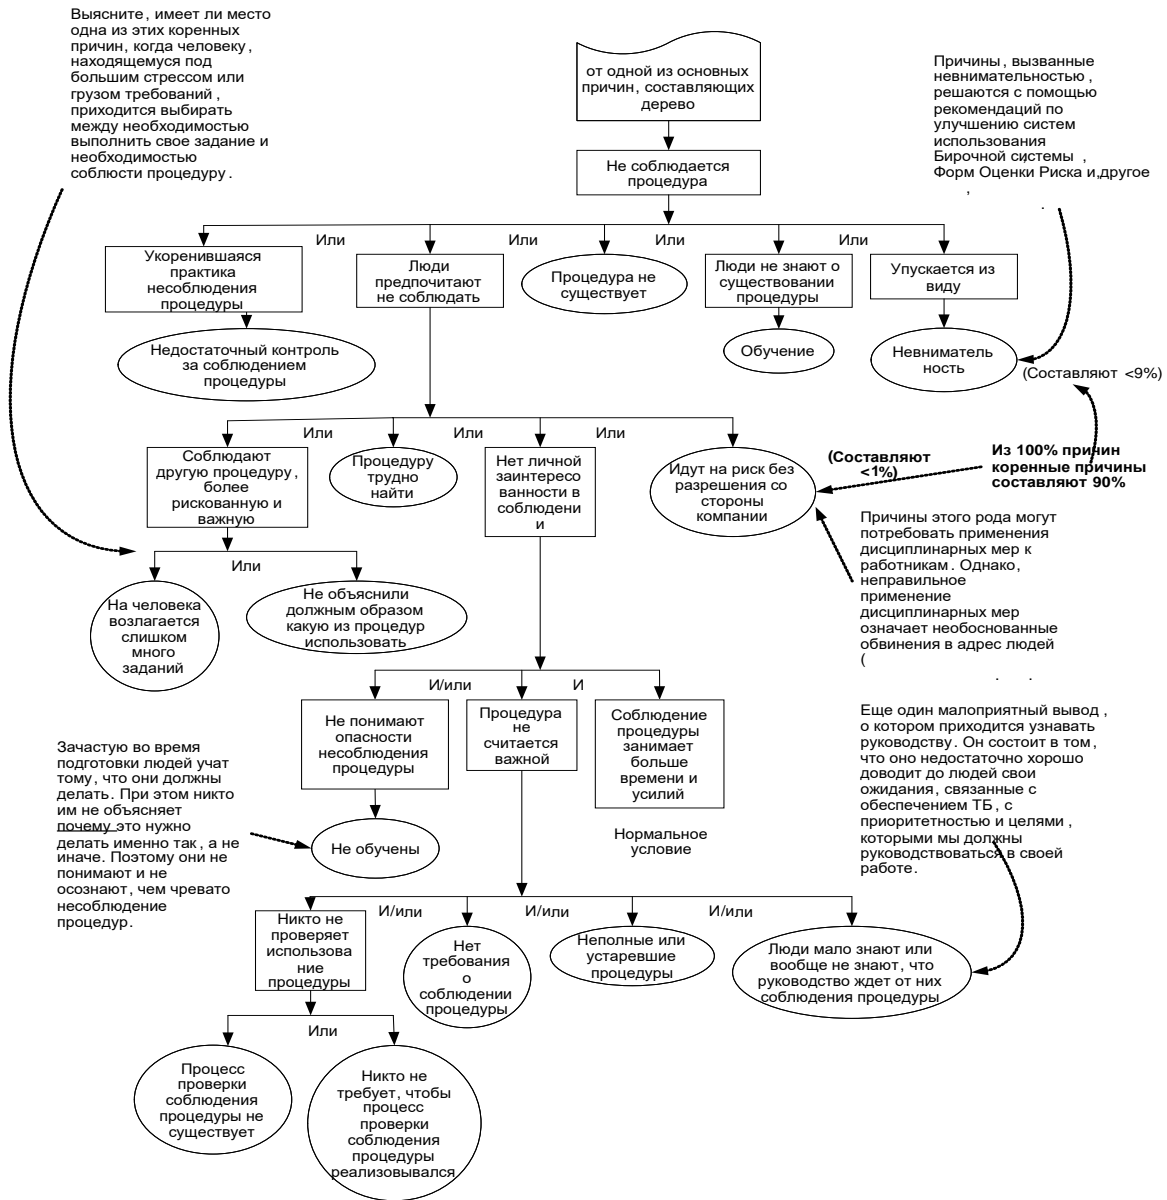 Выясните, имеет ли место
одна из этих коренных
причин, когда человеку,
находящемуся под
большим стрессом или
грузом требований,
приходится выбирать
между необходимостью
выполнить свое задание и
необходимостью
соблюсти процедуру.
от одной из основных
причин, составляющих
дерево
Причины, вызванные
невнимательностью,
решаются с помощью
рекомендаций по
улучшению систем
использования
Бирочной системы,
Форм Оценки Риска и,другое
,
.
Не соблюдается
процедура
Или
Или
Или
Или
Укоренившаяся
практика
несоблюдения
процедуры
Люди
предпочитают
не соблюдать
Процедура не
существует
Люди не знают о
существовании
процедуры
Упускается из
виду
Недостаточный контроль
за соблюдением
процедуры
Обучение
Невниматель
ность
(Составляют <9%)
Или
Или
Или
Соблюдают
другую процедуру,
более
рискованную и
важную
Процедуру
трудно
найти
Нет личной
заинтересо
ванности в
соблюдени
и
Идут на риск без
разрешения со
стороны
компании
(Составляют
<1%)
Из 100% причин
коренные причины
составляют 90%
Причины этого рода могут
потребовать применения
дисциплинарных мер к
работникам. Однако,
неправильное
применение
дисциплинарных мер
означает необоснованные
обвинения в адрес людей
(
. .
Или
На человека
возлагается
слишком
много
заданий
Не объяснили
должным образом
какую из процедур
использовать
И/или
И
Не понимают
опасности
несоблюдения
процедуры
Процедура
не
считается
важной
Соблюдение
процедуры
занимает
больше
времени и
усилий
Еще один малоприятный вывод,
о котором приходится узнавать
руководству. Он состоит в том,
что оно недостаточно хорошо
доводит до людей свои
ожидания, связанные с
обеспечением ТБ, с
приоритетностью и целями,
которыми мы должны
руководствоваться в своей
работе.
Зачастую во время
подготовки людей учат
тому, что они должны
делать. При этом никто
им не объясняет
почему это нужно
делать именно так, а не
иначе. Поэтому они не
понимают и не
осознают, чем чревато
несоблюдение
процедур.
Не обучены
Нормальное
условие
И/или
И/или
И/или
Никто не
проверяет
использова
ние
процедуры
Нет
требования
о
соблюдении
процедуры
Неполные или
устаревшие
процедуры
Люди мало знают или
вообще не знают, что
руководство ждет от них
соблюдения процедуры
Или
Процесс
проверки
соблюдения
процедуры не
существует
Никто не
требует, чтобы
процесс
проверки
соблюдения
процедуры
реализовывался